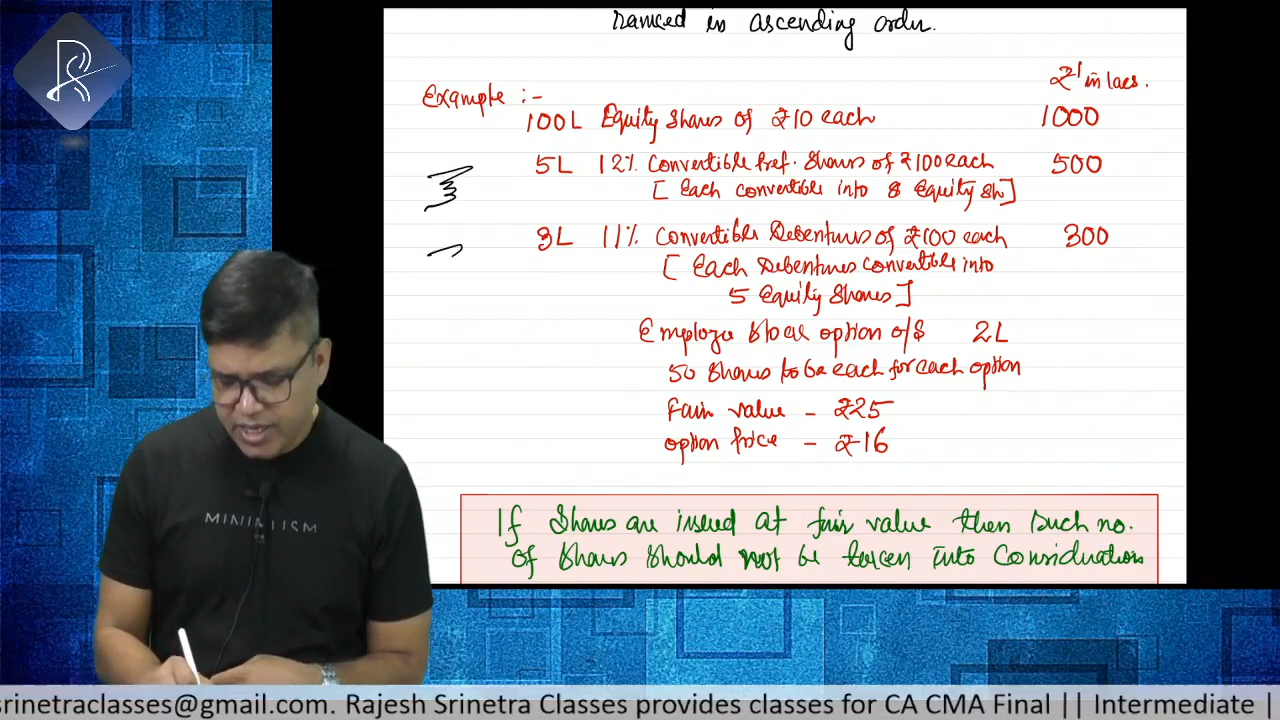 Ranked in ascending order.
Example :-
₹ in lacs.
100L Equity Shares of ₹10 each 1000
5L 12% Convertible Pref. Shares of ₹100 each 500
[ Each convertible into 8 Equity Sh ]
3L 11% Convertible Debentures of ₹100 each 300
[ Each Debentures convertible into
5 Equity Shares ]
Employee Stock option o/s 2L
50 Shares to be each for each option
Fair value - ₹25
option Price - ₹16
If Shares are issued at fair value then such no.
of Shares should not be taken into Consideration
MINIMLISM
srinetraclasses@gmail.com. Rajesh Srinetra Classes provides classes for CA CMA Final || Intermediate |